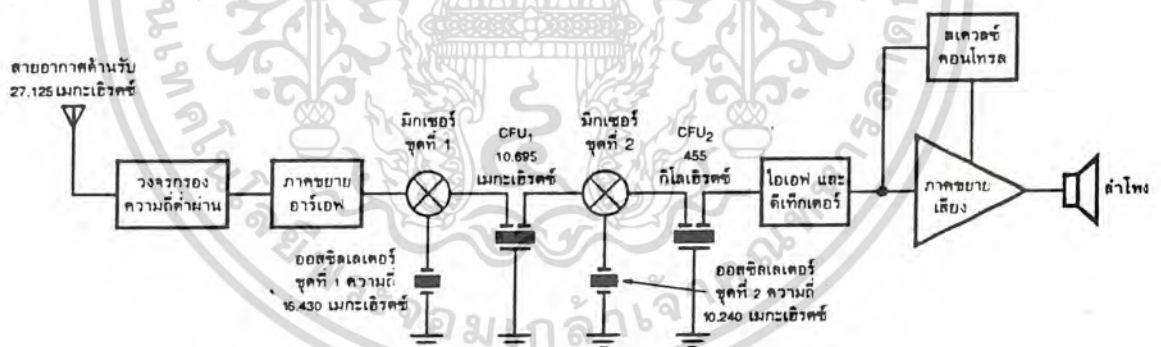 สายอากาศด้านรับ
27.125 เมกะเฮิรตซ์
วงจรกรอง
ความถี่ต่ำผ่าน
ภาคขยาย
อาร์เอฟ
มิกเซอร์
ชุดที่ 1
ออสซิลเลเตอร์
ชุดที่ 1 ความถี่
16.430 เมกะเฮิรตซ์
CFU1
10.695
เมกะเฮิรตซ์
มิกเซอร์
ชุดที่ 2
ออสซิลเลเตอร์
ชุดที่ 2 ความถี่
10.240 เมกะเฮิรตซ์
CFU2
455
กิโลเฮิรตซ์
ไอเอฟ และ
ดีเท็กเตอร์
สเควลซ์
คอนโทรล
ภาคขยาย
เสียง
ลำโพง